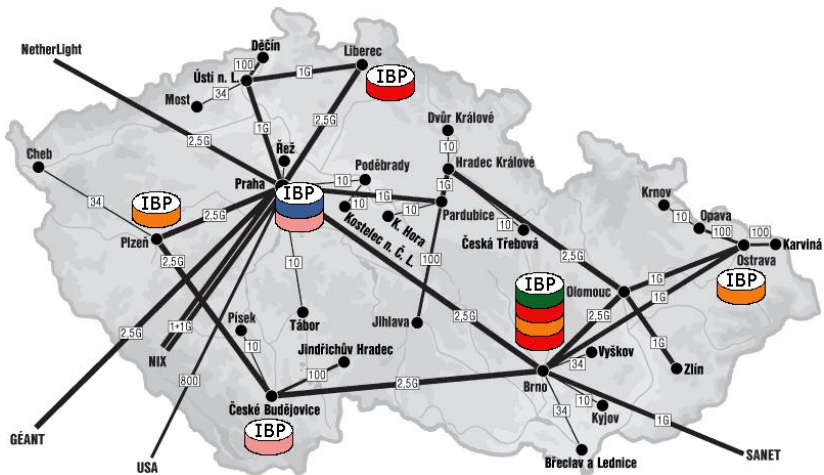 NetherLight
Děčín
Liberec
100
Ústí n. L.
1G
IBP
Most
34
1G
2,5G
Dvůr Králové
10
2,5G
Řež
Cheb
Poděbrady
Hradec Králové
Praha
10
1G
Krnov
34
IBP
IBP
10
1G
10
Pardubice
Opava
10
2,5G
K. Hora
Kostelec n. Č. L.
Česká Třebová
10
100
100
Karviná
Plzeň
Ostrava
2,5G
10
100
2,5G
1G
IBP
Olomouc
IBP
1G
2,5G
1+1G
Písek
Tábor
Jihlava
2,5G
2,5G
NIX
10
Jindřichův Hradec
1G
Vyškov
800
100
34
Zlín
2,5G
Brno
České Budějovice
10
34
Kyjov
1G
GÉANT
IBP
USA
Břeclav a Lednice
SANET